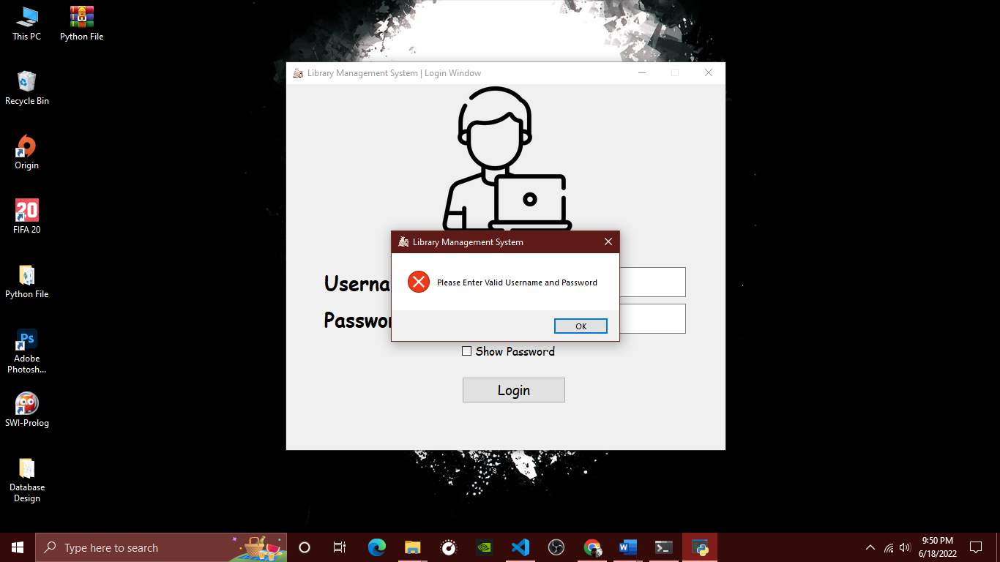 This PC
Python File
Recycle Bin
Origin
20
FIFA 20
Python File
Ps
Adobe
Photosh...
SWI-Prolog
Database
Design
Library Management System | Login Window
Library Management System
Please Enter Valid Username and Password
OK
Userna
Passwor
Show Password
Login
Type here to search
9:50 PM
6/18/2022